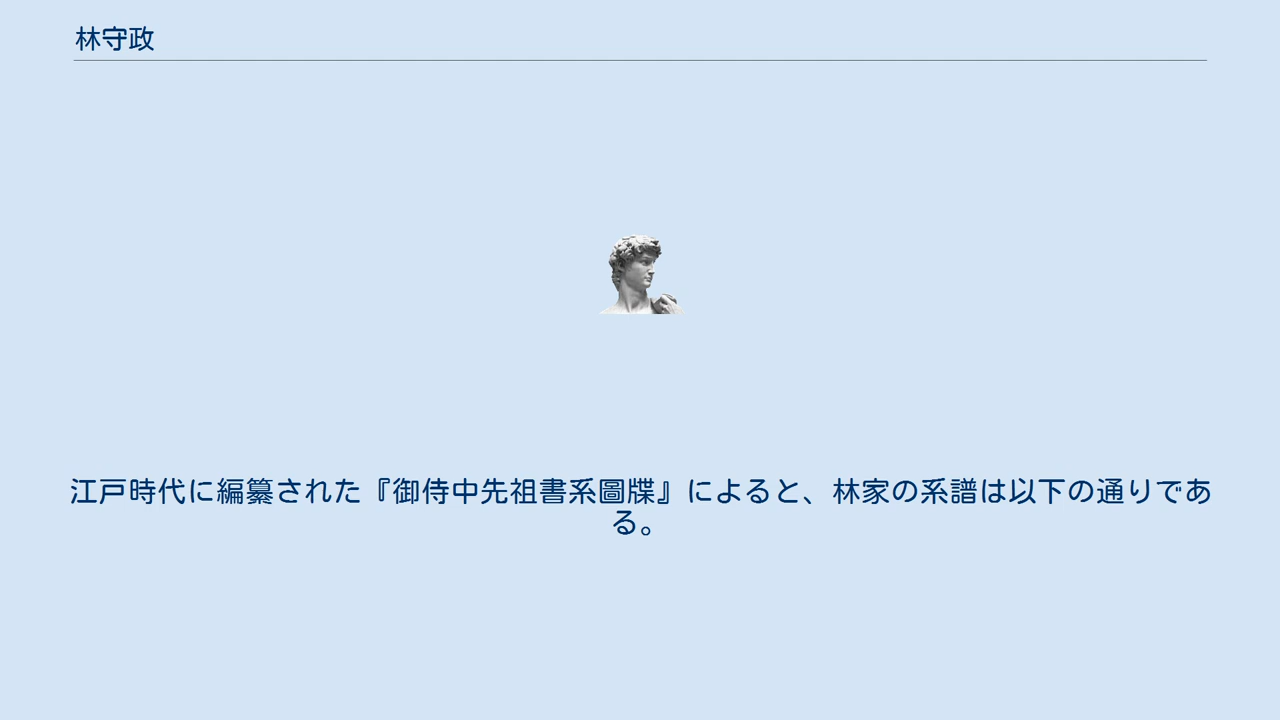 林守政
江戸時代に編纂された『御侍中先祖書系圖牒』によると、林家の系譜は以下の通りであ
る。